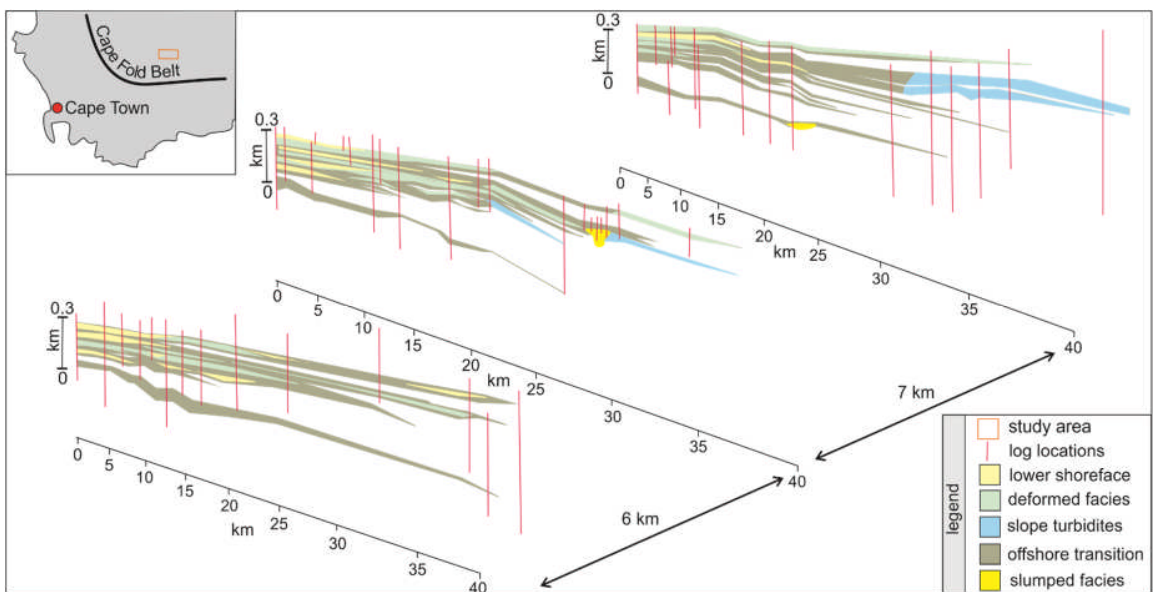 Cape Fold Belt
Cape Town
0.3
km
0
0 5 10 15 20 25 30 35 40
km
0.3
km
0
0 5 10 15 20 25 30 35 40
km
0.3
km
0
0 5 10 15 20 25 30 35 40
km
7 km
6 km
legend
study area
log locations
lower shoreface
deformed facies
slope turbidites
offshore transition
slumped facies